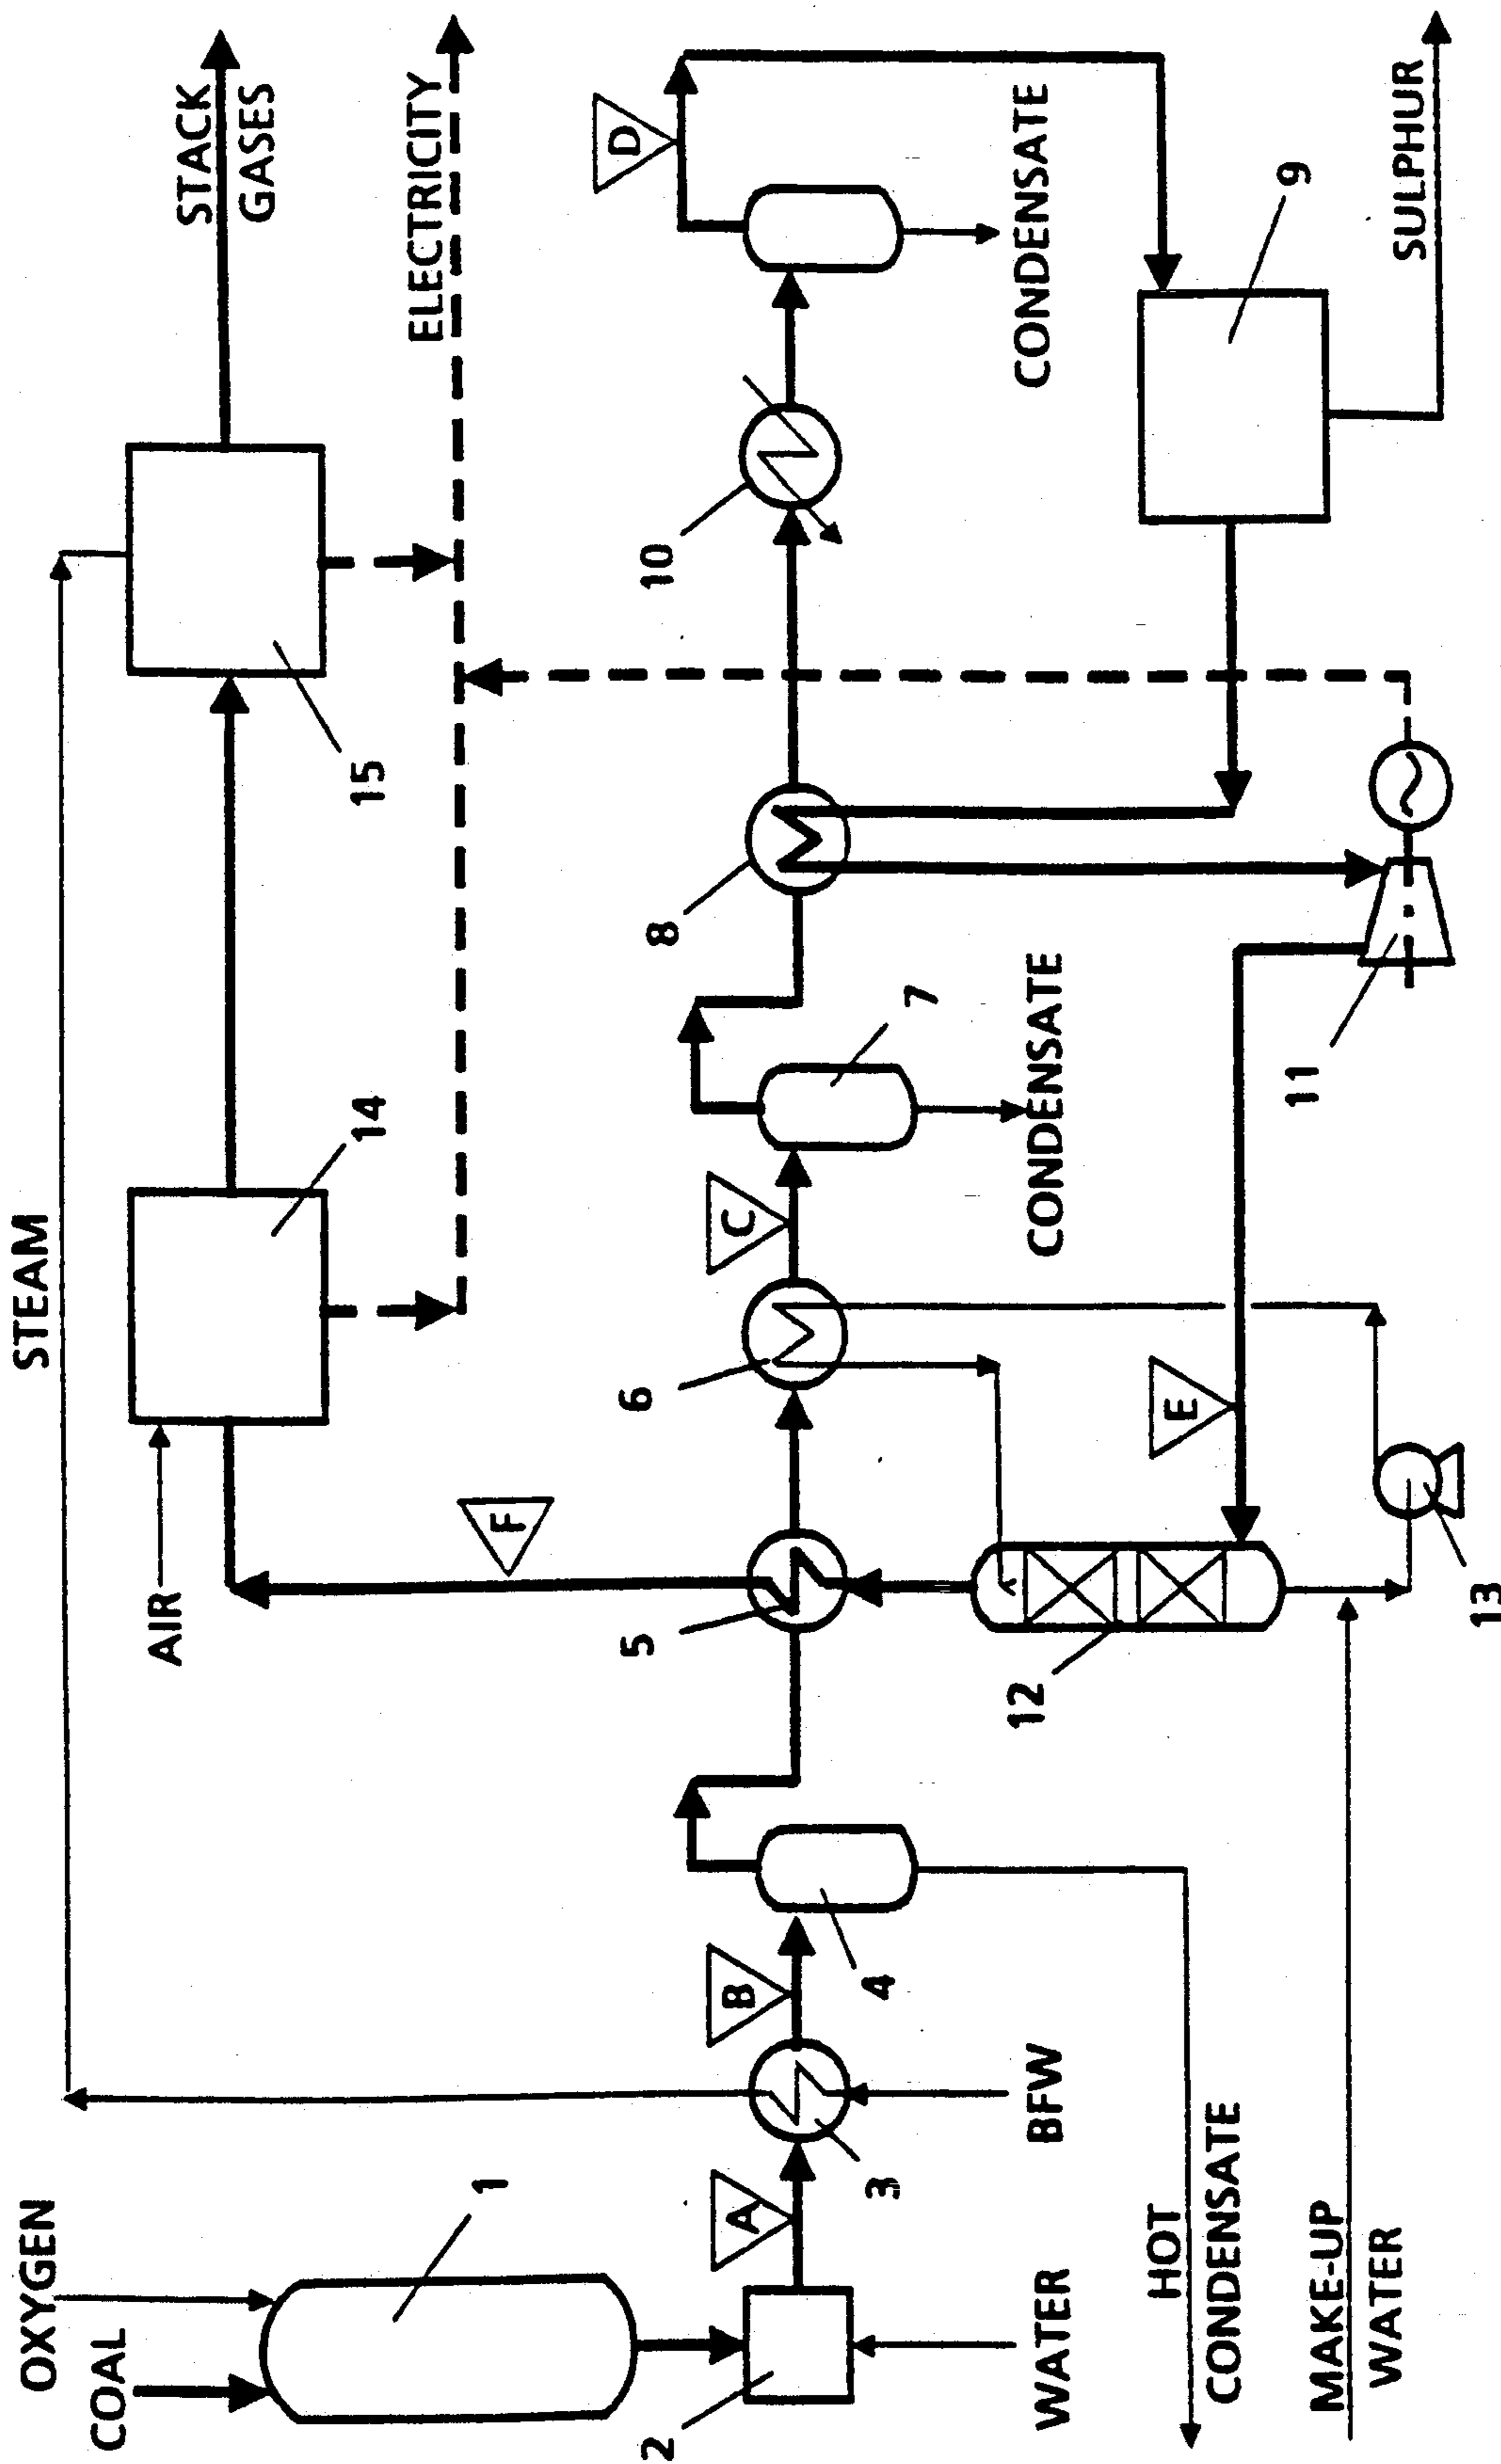 OXYGEN
COAL
1
2
WATER
A
3
BFW
B
4
HOT
CONDENSATE
MAKE-UP
WATER
STEAM
AIR
F
5
12
13
6
E
C
7
CONDENSATE
14
8
11
15
10
9
D
CONDENSATE
SULPHUR
ELECTRICITY
STACK
GASES